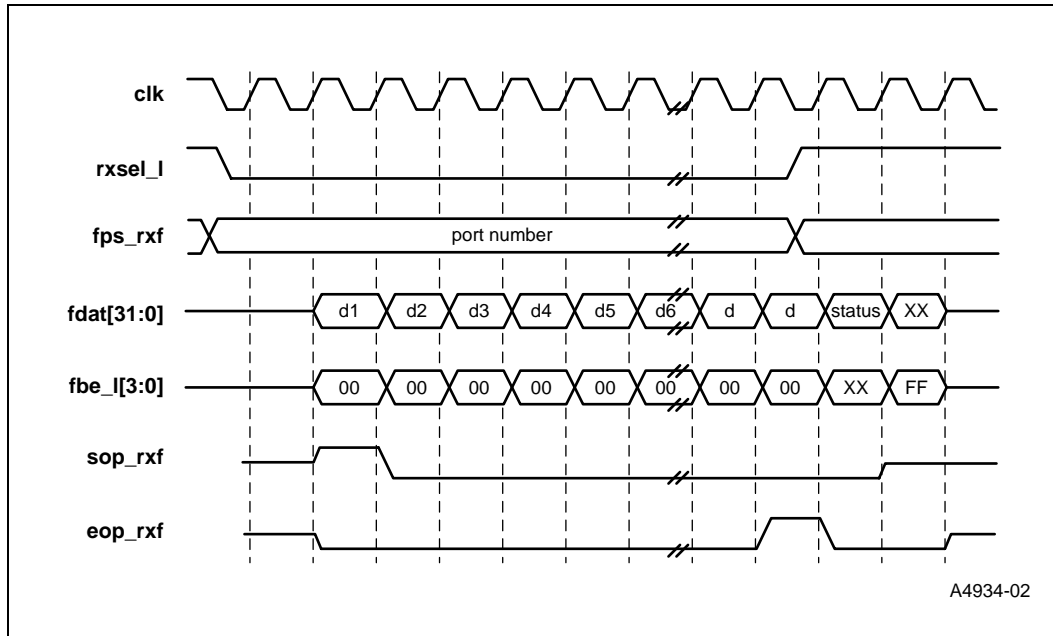 clk
rxsel_l
fps_rxf
port number
fdat[31:0]
d1 d2 d3 d4 d5 d6 d d status XX
fbe_l[3:0]
00 00 00 00 00 00 00 00 XX FF
sop_rxf
eop_rxf
A4934-02